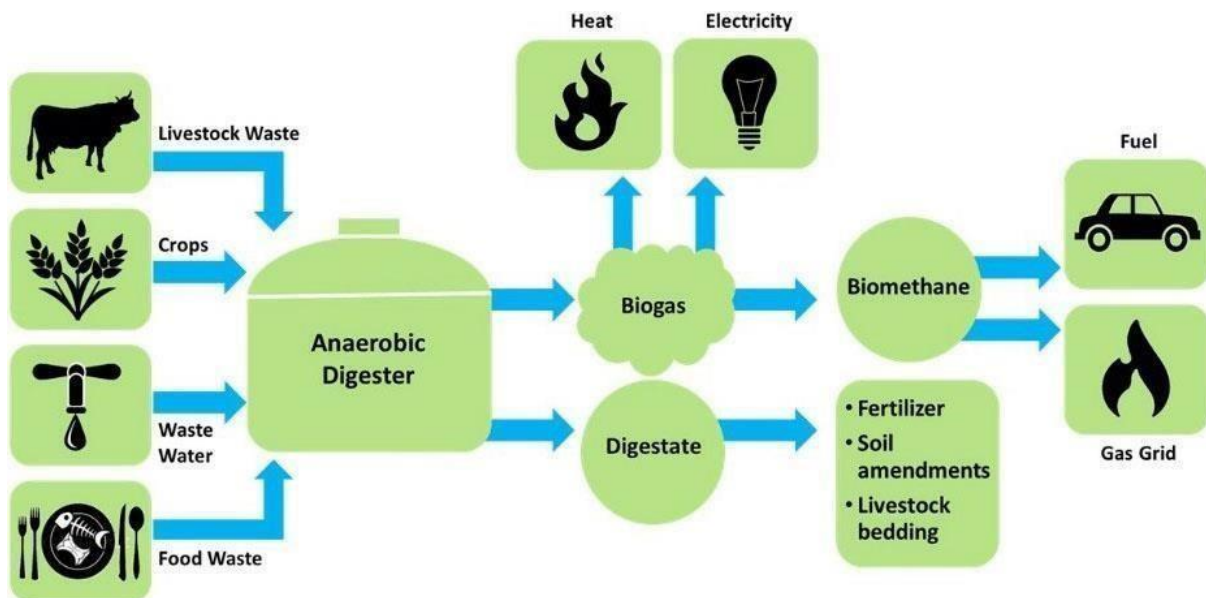 Heat
Electricity
Livestock Waste
Crops
Waste
Water
Food Waste
Anaerobic
Digester
Biogas
Digestate
Biomethane
• Fertilizer
• Soil
amendments
• Livestock
bedding
Fuel
Gas Grid